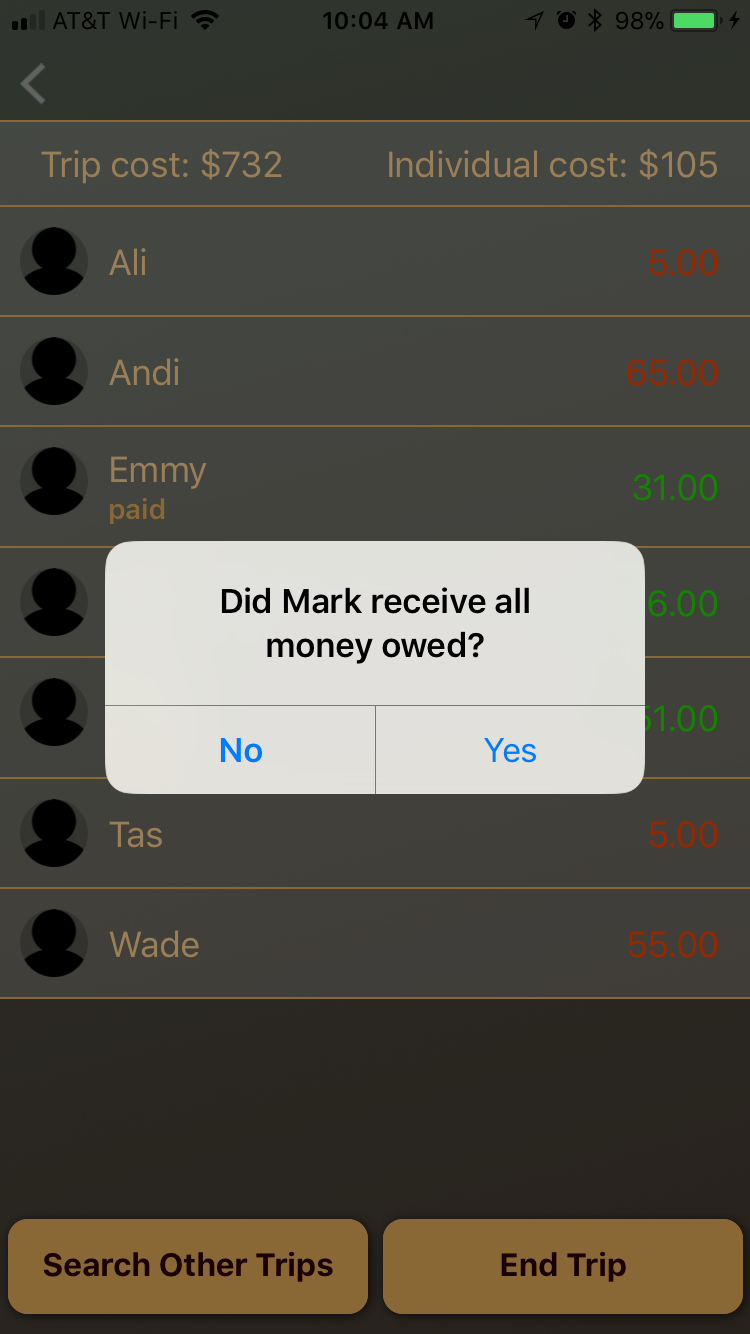 AT&T Wi-Fi 10:04 AM 98%
Trip cost: $732 Individual cost: $105
Ali 5.00
Andi 65.00
Emmy 31.00
paid
Did Mark receive all
money owed?
6.00
No Yes
1.00
Tas 5.00
Wade 55.00
Search Other Trips End Trip